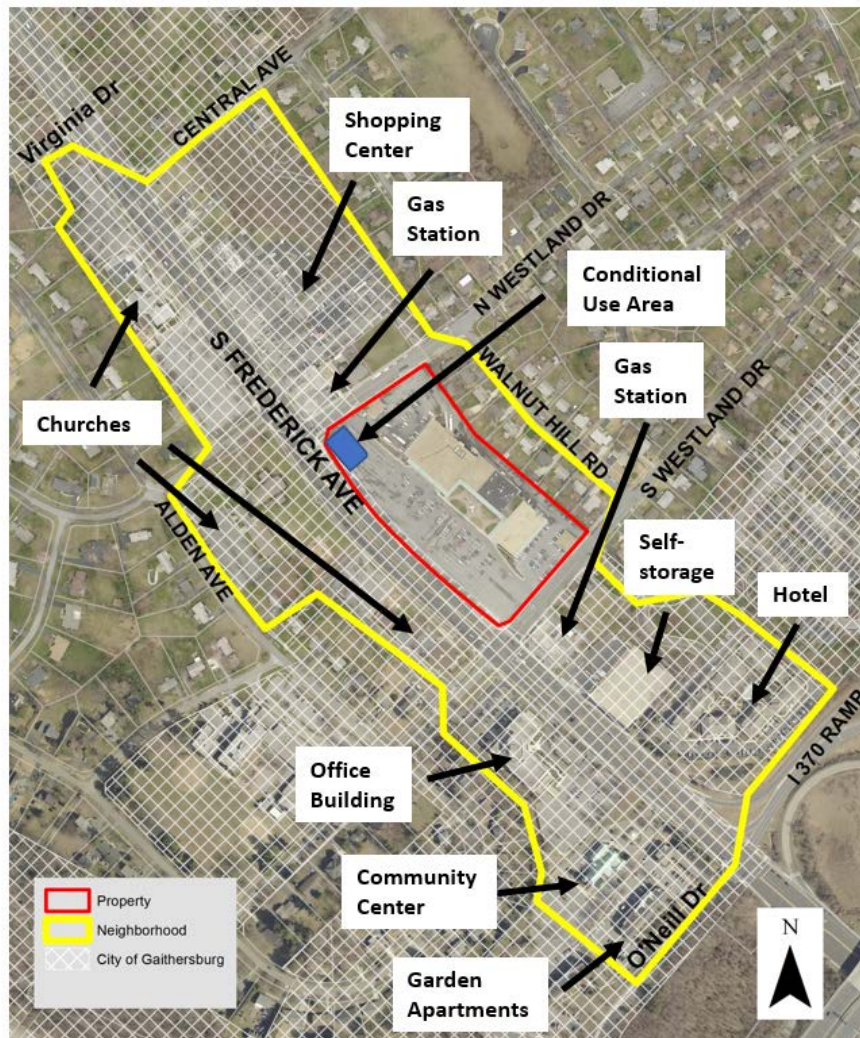 Virginia Dr
CENTRAL AVE
Shopping
Center
Gas
Station
N WESTLAND DR
Conditional
Use Area
Gas
Station
S FREDERICK AVE
WALNUT HILL RD
S WESTLAND DR
Churches
ALDEN AVE
Self-
storage
Hotel
I 370 RAMP
Office
Building
Community
Center
O'Neill Dr
Garden
Apartments
Property
Neighborhood
City of Gaithersburg
N